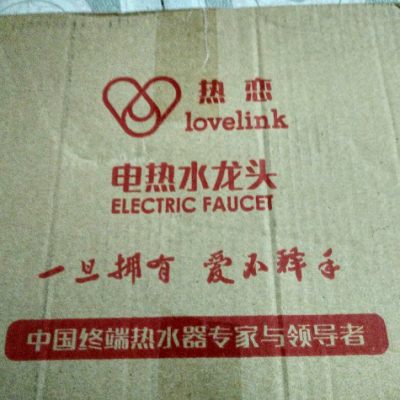 热恋
lovelink
电热水龙头
ELECTRIC FAUCET
一旦拥有 爱不释手
中国终端热水器专家与领导者